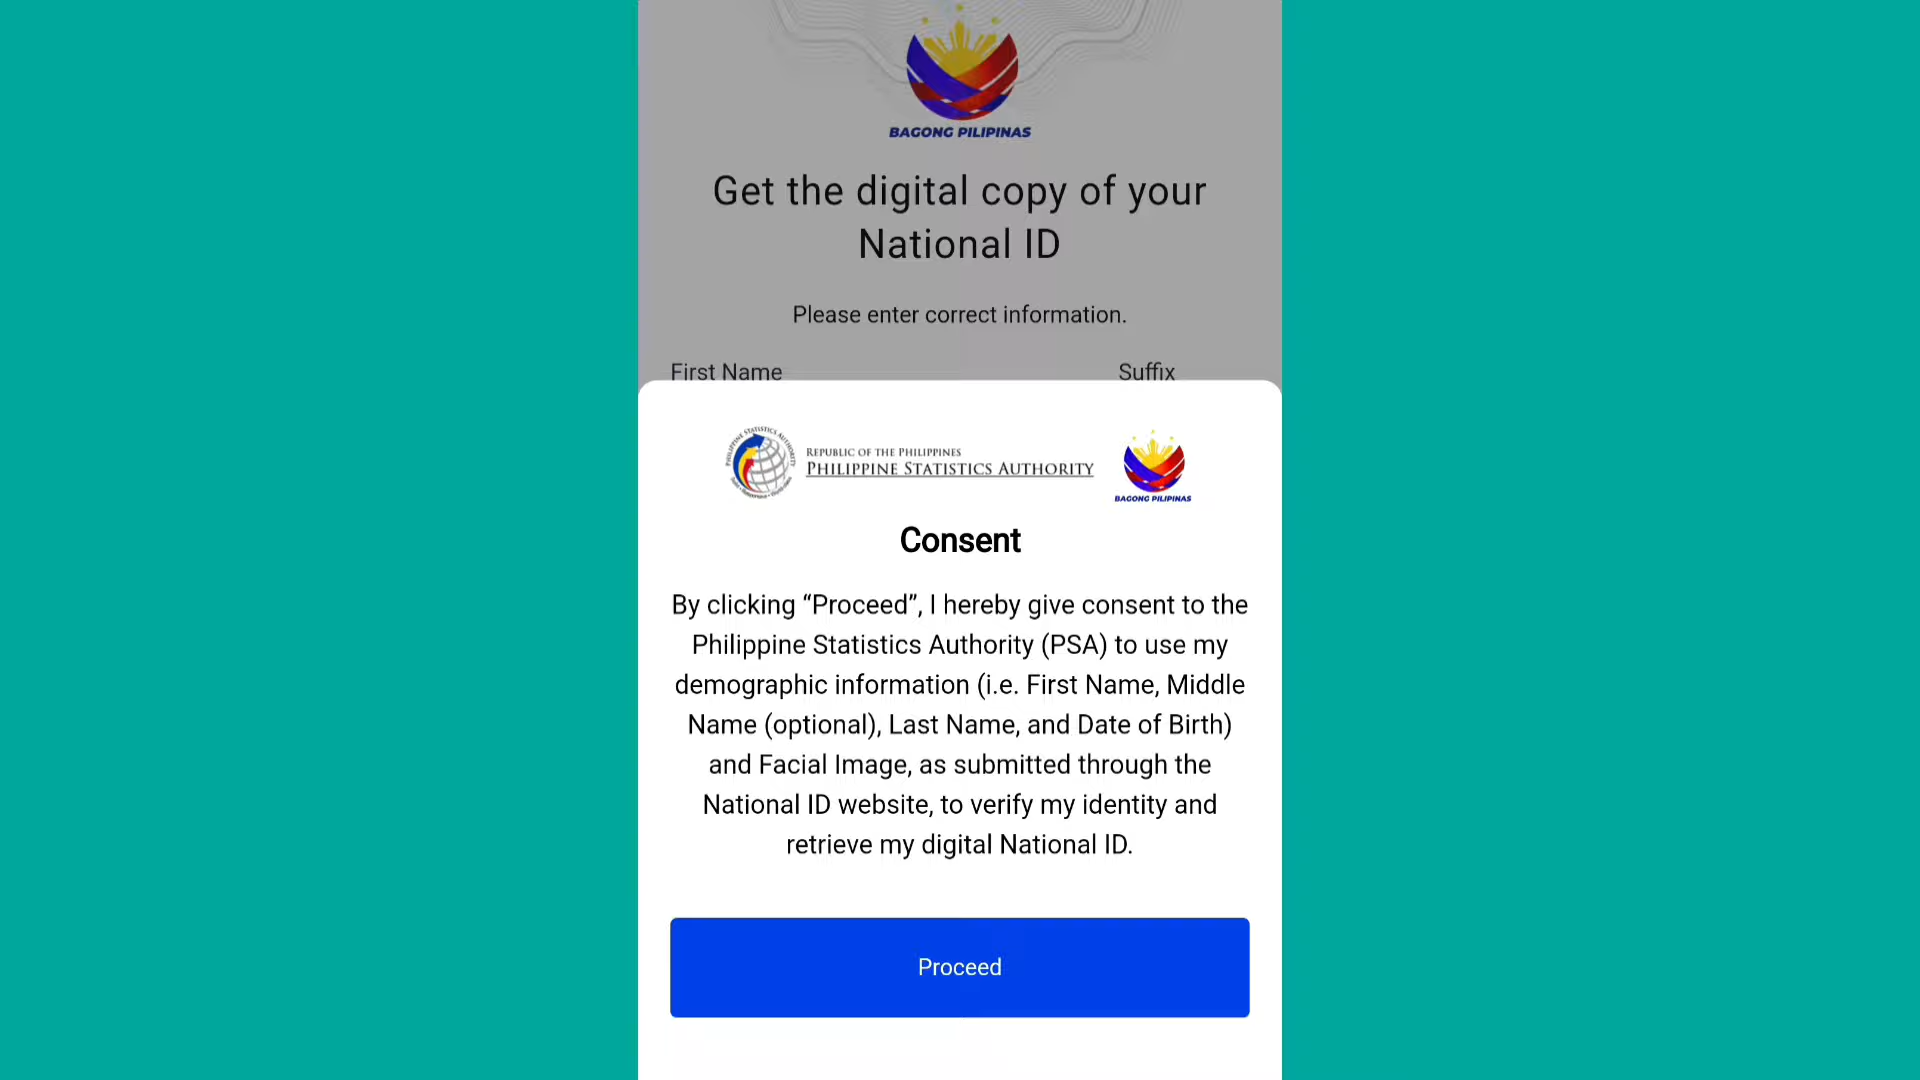 BAGONG PILIPINAS
Get the digital copy of your
National ID
Please enter correct information.
First Name
Suffix
REPUBLIC OF THE PHILIPPINES
PHILIPPINE STATISTICS AUTHORITY
BAGONG PILIPINAS
Consent
By clicking “Proceed”, I hereby give consent to the
Philippine Statistics Authority (PSA) to use my
demographic information (i.e. First Name, Middle
Name (optional), Last Name, and Date of Birth)
and Facial Image, as submitted through the
National ID website, to verify my identity and
retrieve my digital National ID.
Proceed